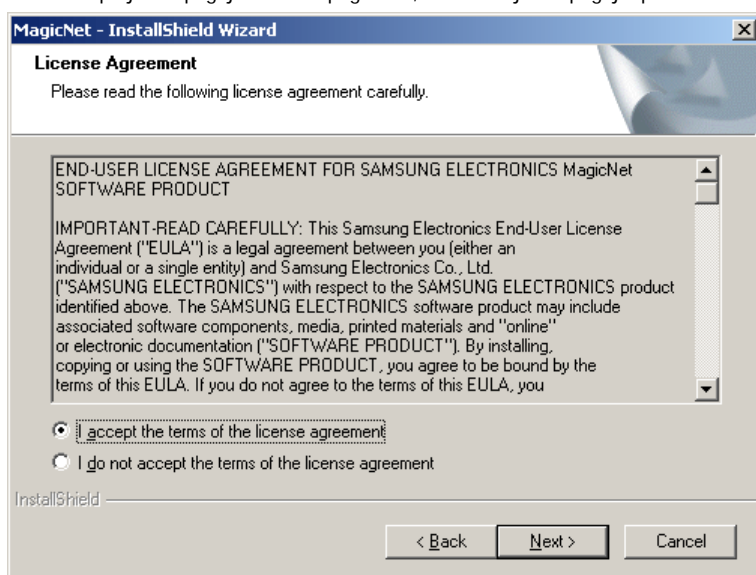 MagicNet - InstallShield Wizard
License Agreement
Please read the following license agreement carefully.
END-USER LICENSE AGREEMENT FOR SAMSUNG ELECTRONICS MagicNet
SOFTWARE PRODUCT
IMPORTANT-READ CAREFULLY: This Samsung Electronics End-User License
Agreement ("EULA") is a legal agreement between you (either an
individual or a single entity) and Samsung Electronics Co., Ltd.
("SAMSUNG ELECTRONICS") with respect to the SAMSUNG ELECTRONICS product
identified above. The SAMSUNG ELECTRONICS software product may include
associated software components, media, printed materials and "online"
or electronic documentation ("SOFTWARE PRODUCT"). By installing,
copying or using the SOFTWARE PRODUCT, you agree to be bound by the
terms of this EULA. If you do not agree to the terms of this EULA, you
I accept the terms of the license agreement
I do not accept the terms of the license agreement
InstallShield
< Back
Next >
Cancel